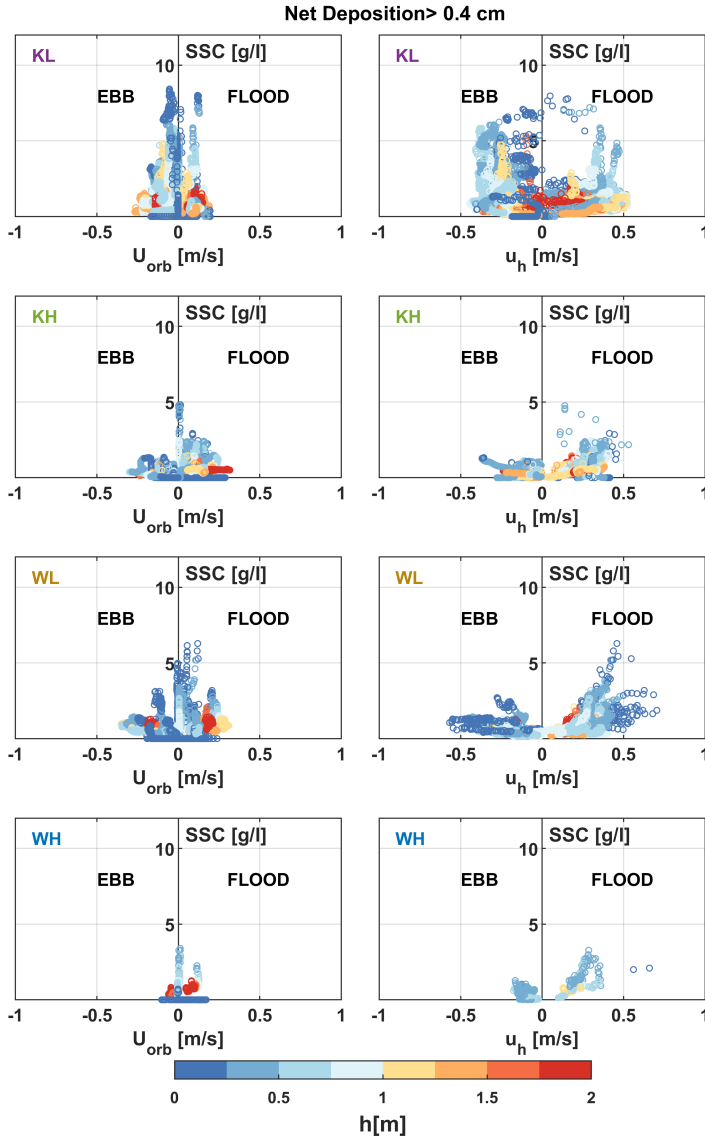 Net Deposition> 0.4 cm
KL SSC [g/l] KL SSC [g/l]
10 10
EBB FLOOD EBB FLOOD
5 5
-1 -0.5 0 0.5 1 -1 -0.5 0 0.5 1
U_orb [m/s] u_h [m/s]
KH SSC [g/l] KH SSC [g/l]
10 10
EBB FLOOD EBB FLOOD
5 5
-1 -0.5 0 0.5 1 -1 -0.5 0 0.5 1
U_orb [m/s] u_h [m/s]
WL SSC [g/l] WL SSC [g/l]
10 10
EBB FLOOD EBB FLOOD
5 5
-1 -0.5 0 0.5 1 -1 -0.5 0 0.5 1
U_orb [m/s] u_h [m/s]
WH SSC [g/l] WH SSC [g/l]
10 10
EBB FLOOD EBB FLOOD
5 5
-1 -0.5 0 0.5 1 -1 -0.5 0 0.5 1
U_orb [m/s] u_h [m/s]
0 0.5 1 1.5 2
h[m]